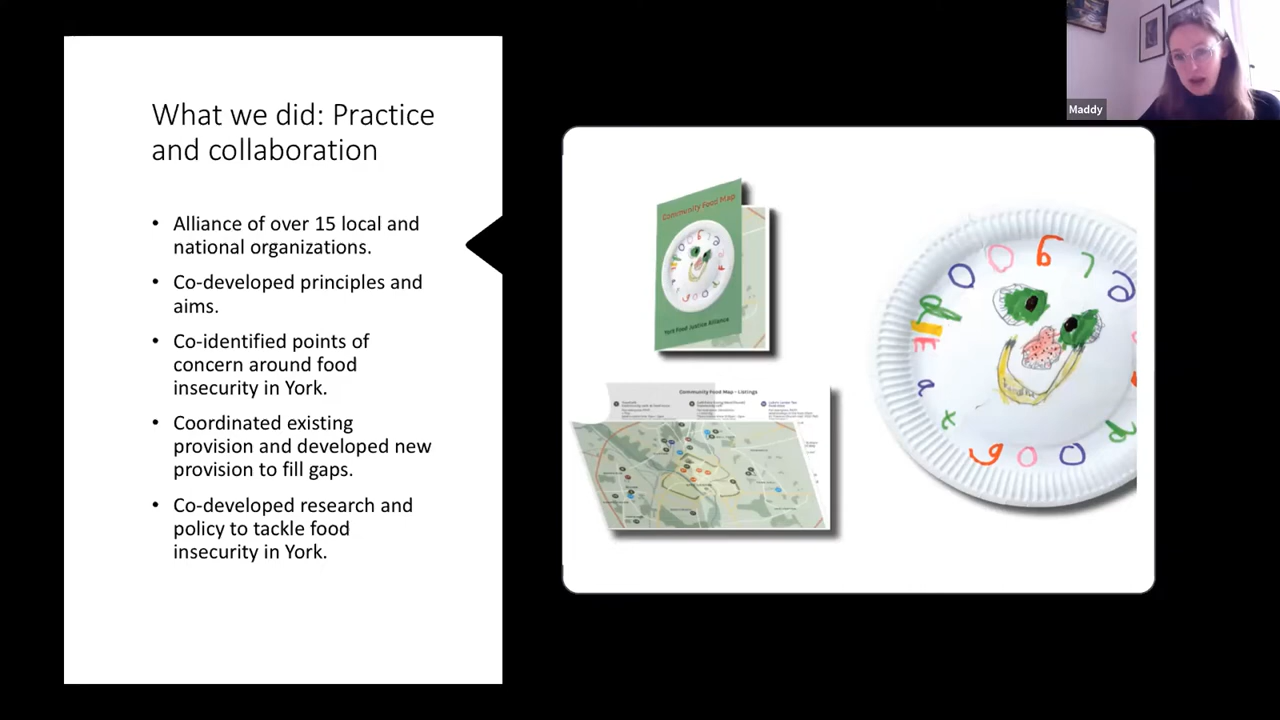 What we did: Practice
and collaboration
• Alliance of over 15 local and
national organizations.
• Co-developed principles and
aims.
• Co-identified points of
concern around food
insecurity in York.
• Coordinated existing
provision and developed new
provision to fill gaps.
• Co-developed research and
policy to tackle food
insecurity in York.
Community Food Map
York Food Justice Alliance
Community Food Map - Listings
Maddy